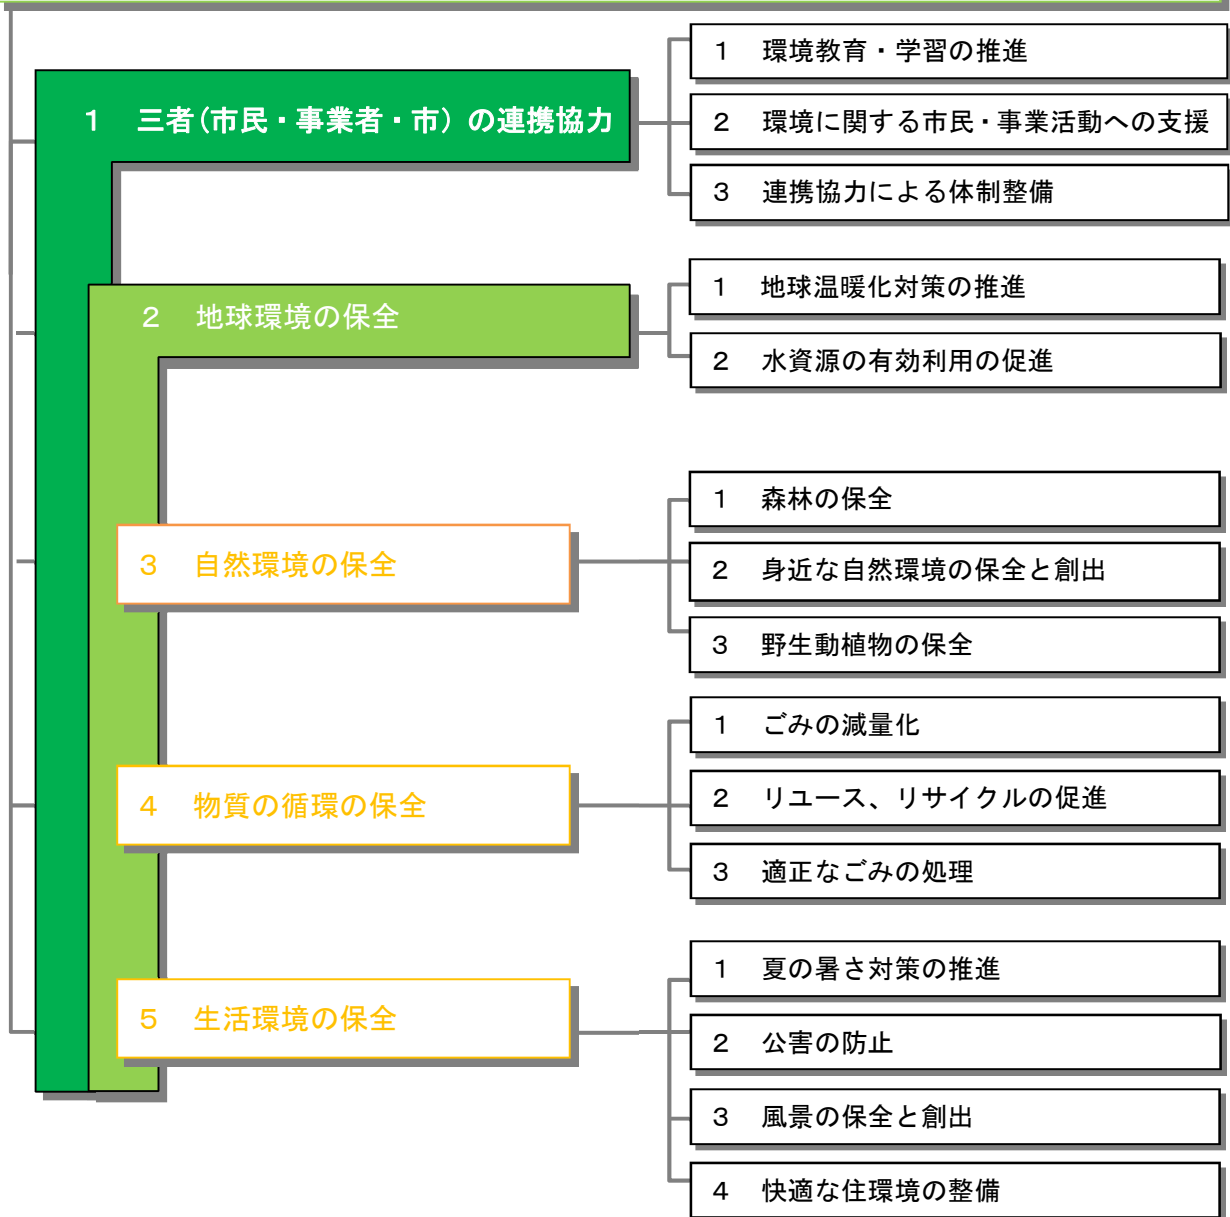 1 三者(市民・事業者・市)の連携協力
1 環境教育・学習の推進
2 環境に関する市民・事業活動への支援
3 連携協力による体制整備
2 地球環境の保全
1 地球温暖化対策の推進
2 水資源の有効利用の促進
3 自然環境の保全
1 森林の保全
2 身近な自然環境の保全と創出
3 野生動植物の保全
4 物質の循環の保全
1 ごみの減量化
2 リユース、リサイクルの促進
3 適正なごみの処理
5 生活環境の保全
1 夏の暑さ対策の推進
2 公害の防止
3 風景の保全と創出
4 快適な住環境の整備